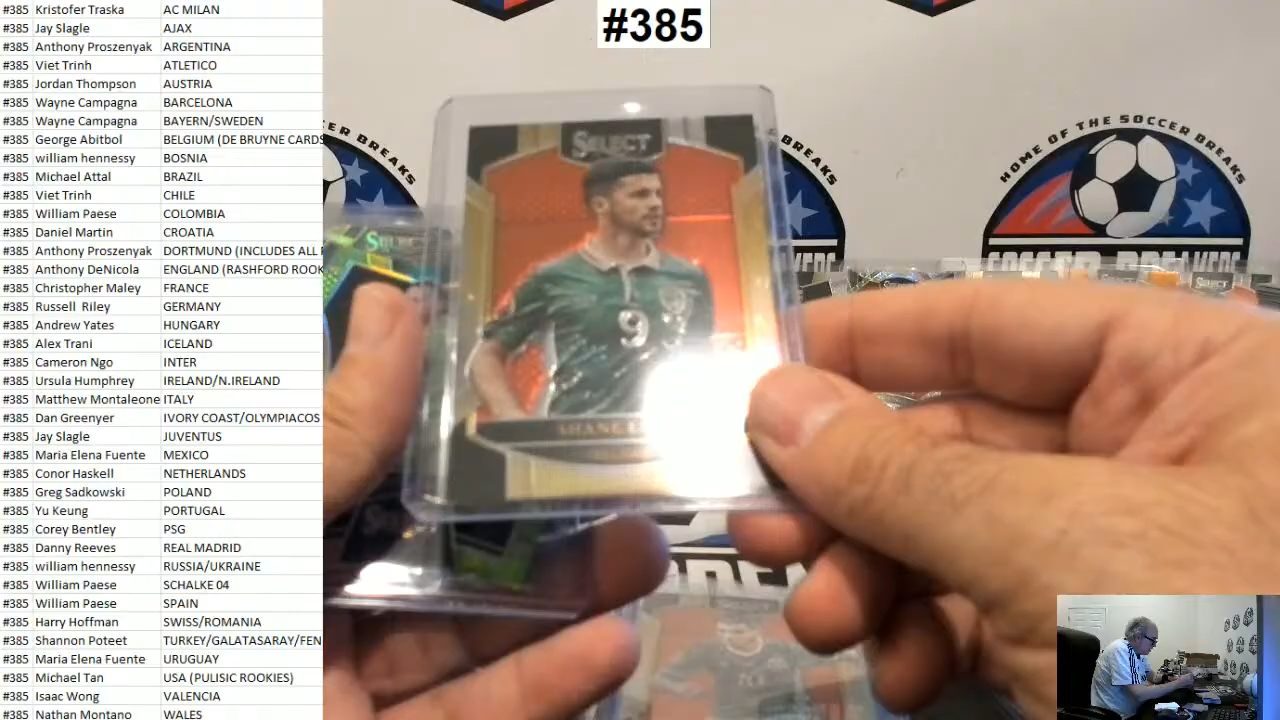 #385 Kristofer Traska AC MILAN
#385 Jay Slagle AJAX
#385 Anthony Proszenyak ARGENTINA
#385 Viet Trinh ATLETICO
#385 Jordan Thompson AUSTRIA
#385 Wayne Campagna BARCELONA
#385 Wayne Campagna BAYERN/SWEDEN
#385 George Abitbol BELGIUM (DE BRUYNE CARDS
#385 william hennessy BOSNIA
#385 Michael Attal BRAZIL
#385 Viet Trinh CHILE
#385 William Paese COLOMBIA
#385 Daniel Martin CROATIA
#385 Anthony Proszenyak DORTMUND (INCLUDES ALL
#385 Anthony DeNicola ENGLAND (RASHFORD ROOK
#385 Christopher Maley FRANCE
#385 Russell Riley GERMANY
#385 Andrew Yates HUNGARY
#385 Alex Trani ICELAND
#385 Cameron Ngo INTER
#385 Ursula Humphrey IRELAND/N.IRELAND
#385 Matthew Montaleone ITALY
#385 Dan Greenyer IVORY COAST/OLYMPIACOS
#385 Jay Slagle JUVENTUS
#385 Maria Elena Fuente MEXICO
#385 Conor Haskell NETHERLANDS
#385 Greg Sadkowski POLAND
#385 Yu Keung PORTUGAL
#385 Corey Bentley PSG
#385 Danny Reeves REAL MADRID
#385 william hennessy RUSSIA/UKRAINE
#385 William Paese SCHALKE 04
#385 William Paese SPAIN
#385 Harry Hoffman SWISS/ROMANIA
#385 Shannon Poteet TURKEY/GALATASARAY/FEN
#385 Maria Elena Fuente URUGUAY
#385 Michael Tan USA (PULISIC ROOKIES)
#385 Isaac Wong VALENCIA
#385 Nathan Montano WALES
#385
SELECT
9
SHANE
HOME OF THE SOCCER BREAKS
SOCCER BREAKERS
ER BREAKS